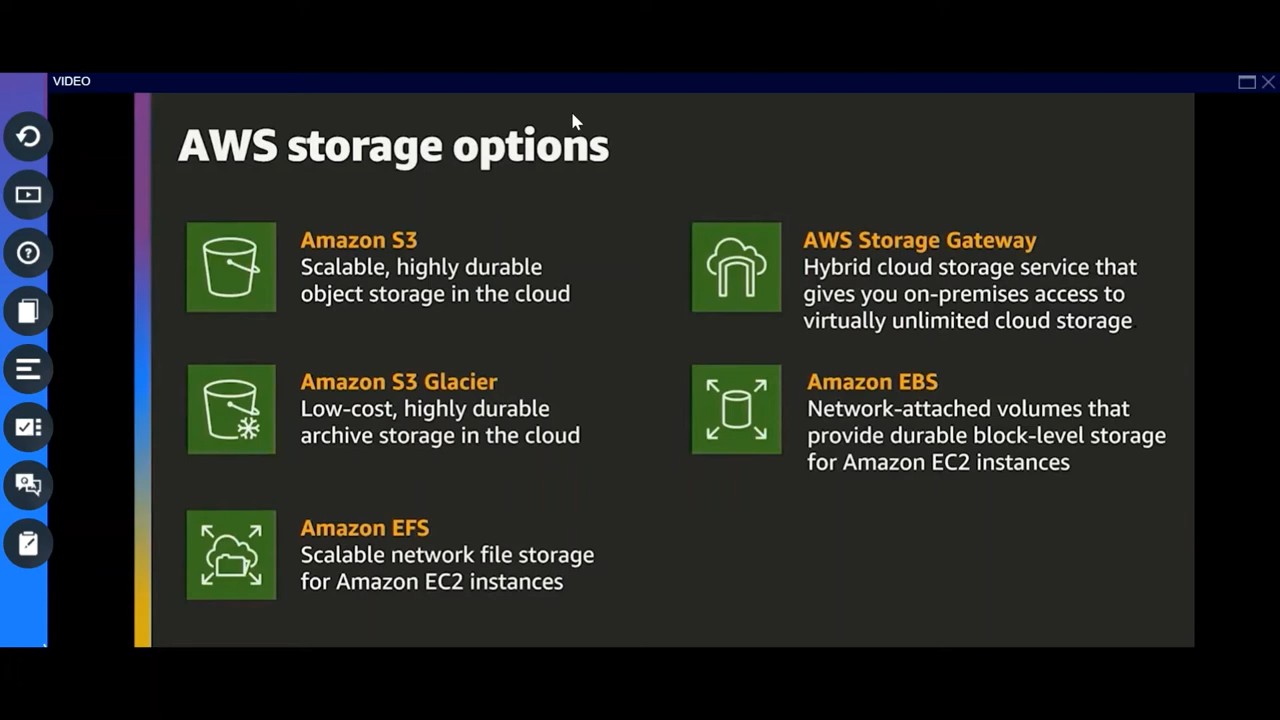 VIDEO
AWS storage options
Amazon S3
Scalable, highly durable
object storage in the cloud
Amazon S3 Glacier
Low-cost, highly durable
archive storage in the cloud
Amazon EFS
Scalable network file storage
for Amazon EC2 instances
AWS Storage Gateway
Hybrid cloud storage service that
gives you on-premises access to
virtually unlimited cloud storage
Amazon EBS
Network-attached volumes that
provide durable block-level storage
for Amazon EC2 instances